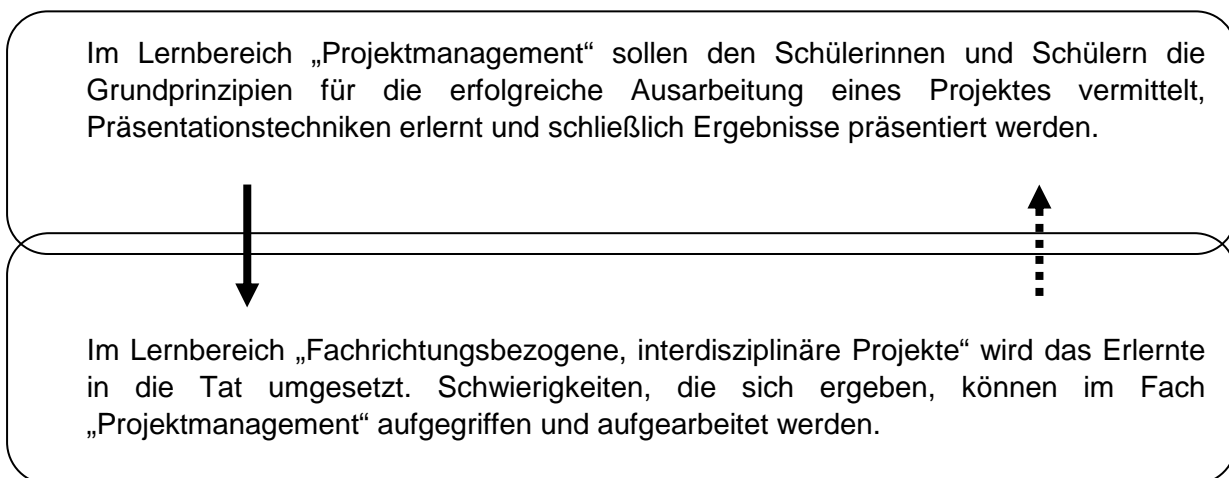 Im Lernbereich „Projektmanagement“ sollen den Schülerinnen und Schülern die
Grundprinzipien für die erfolgreiche Ausarbeitung eines Projektes vermittelt,
Präsentationstechniken erlernt und schließlich Ergebnisse präsentiert werden.
Im Lernbereich „Fachrichtungsbezogene, interdisziplinäre Projekte“ wird das Erlernte
in die Tat umgesetzt. Schwierigkeiten, die sich ergeben, können im Fach
„Projektmanagement“ aufgegriffen und aufgearbeitet werden.